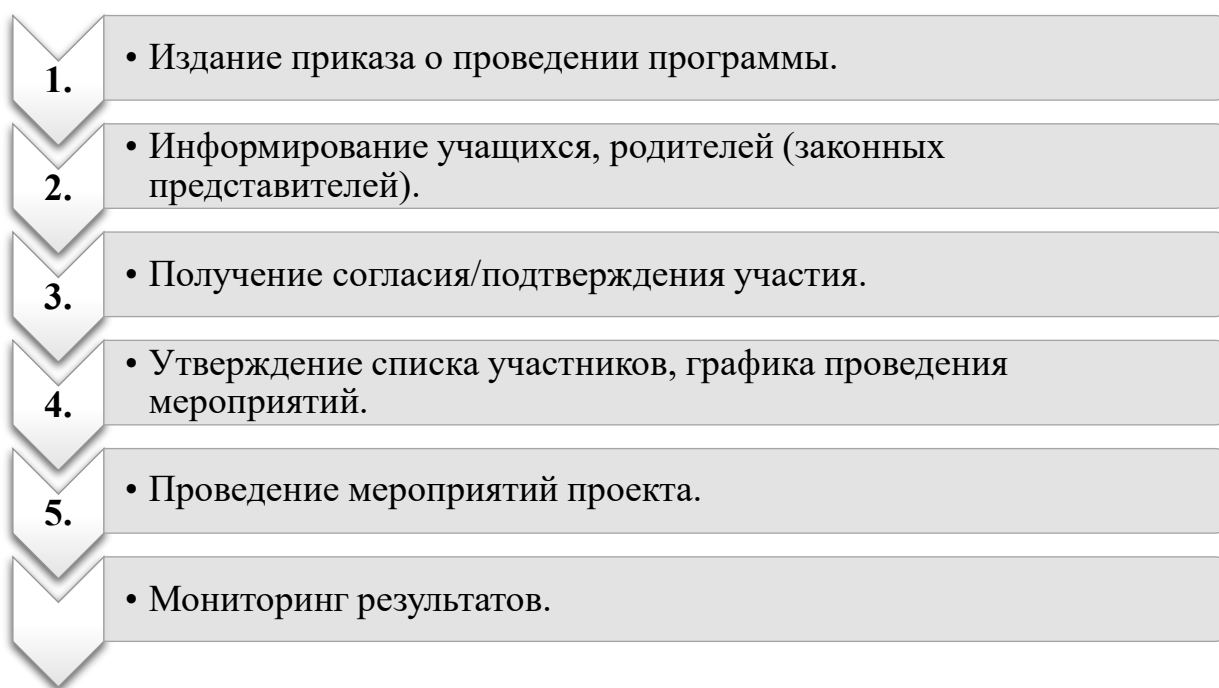 1.
• Издание приказа о проведении программы.
2.
• Информирование учащихся, родителей (законных
представителей).
3.
• Получение согласия/подтверждения участия.
4.
• Утверждение списка участников, графика проведения
мероприятий.
5.
• Проведение мероприятий проекта.
• Мониторинг результатов.